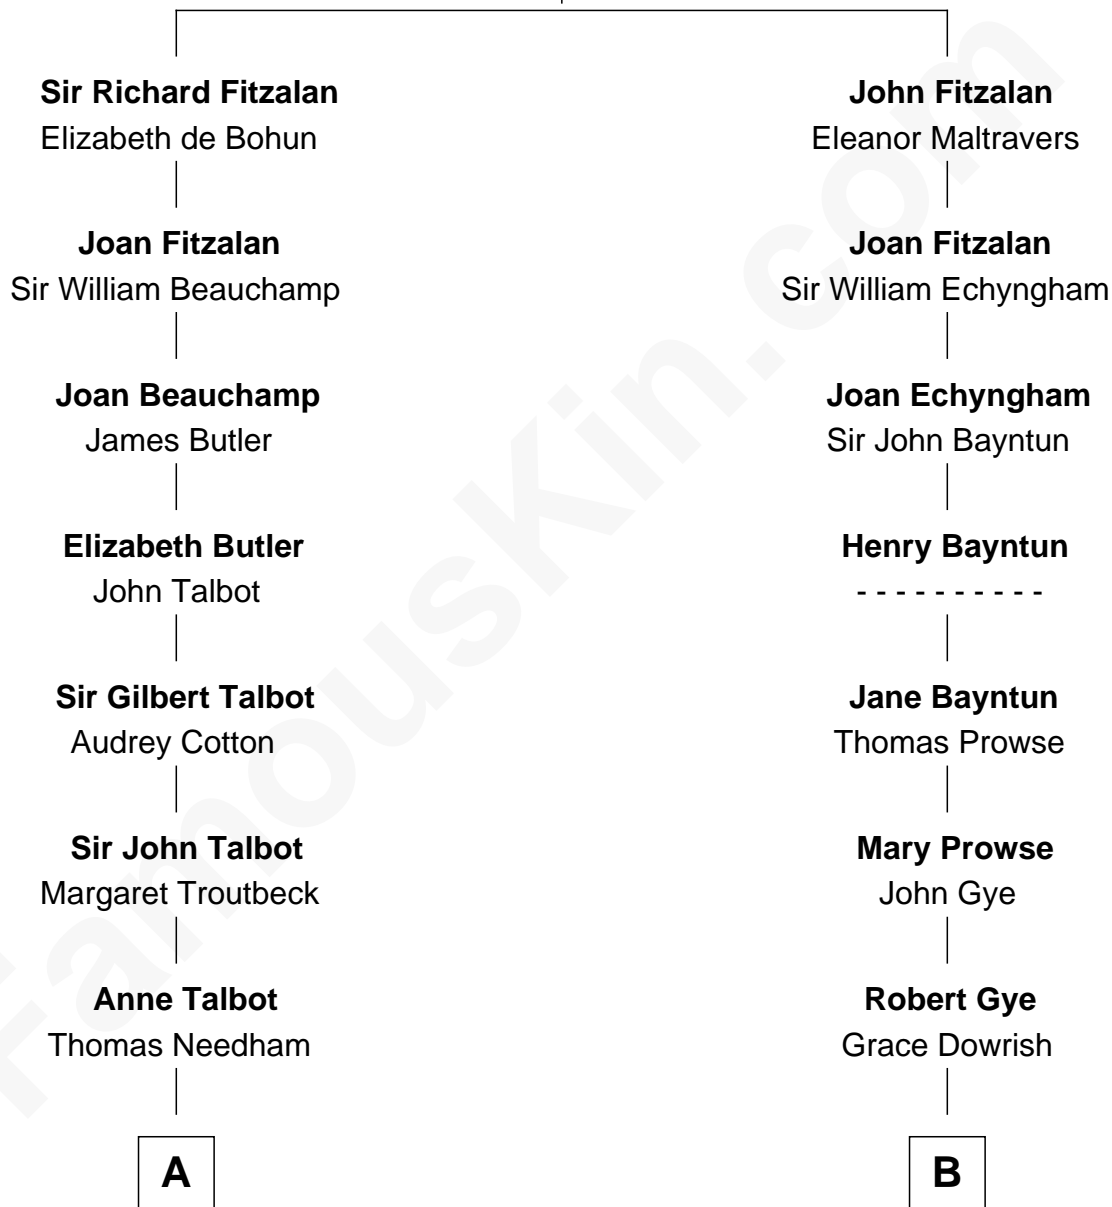 Sir Richard Fitzalan
Elizabeth de Bohun
John Fitzalan
Eleanor Maltravers
Joan Fitzalan
Sir William Beauchamp
Joan Fitzalan
Sir William Echyngham
Joan Beauchamp
James Butler
Joan Echyngham
Sir John Bayntun
Elizabeth Butler
John Talbot
Henry Bayntun
- - - - - - - - - -
Sir Gilbert Talbot
Audrey Cotton
Jane Bayntun
Thomas Prowse
Sir John Talbot
Margaret Troutbeck
Mary Prowse
John Gye
Anne Talbot
Thomas Needham
Robert Gye
Grace Dowrish
A
B
FamousKin.com